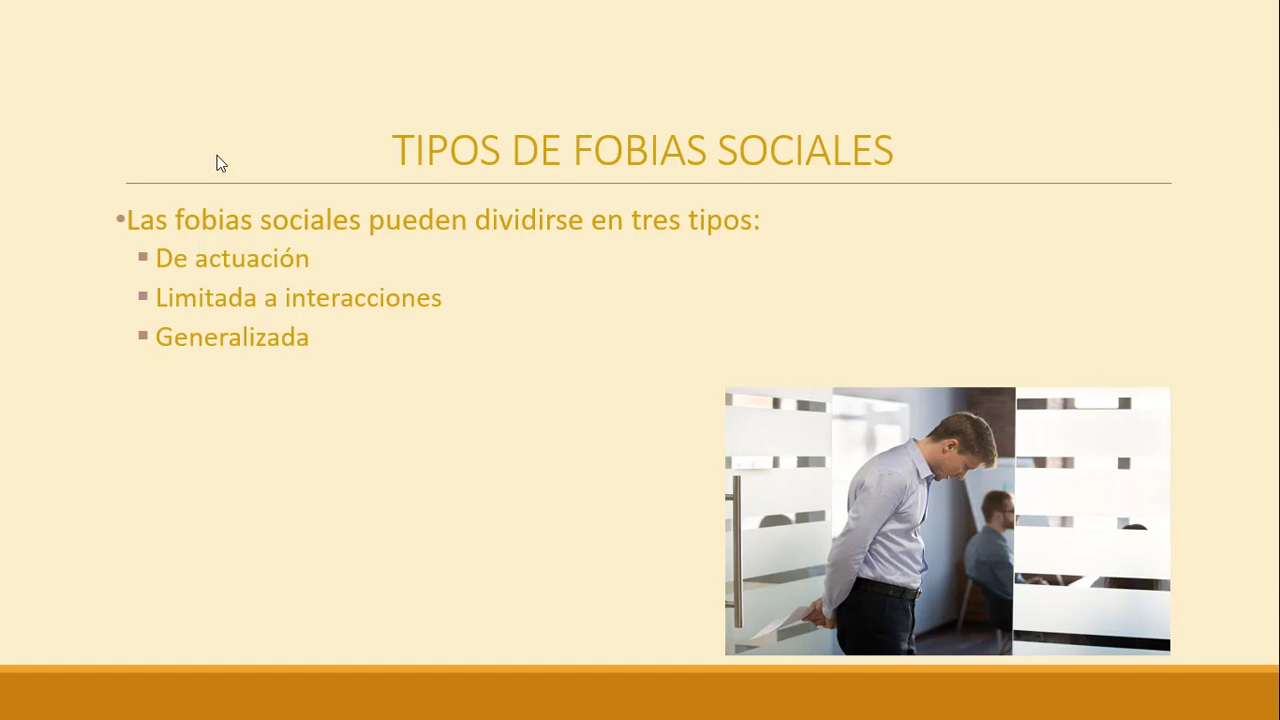 TIPOS DE FOBIAS SOCIALES
•Las fobias sociales pueden dividirse en tres tipos:
▪ De actuación
▪ Limitada a interacciones
▪ Generalizada